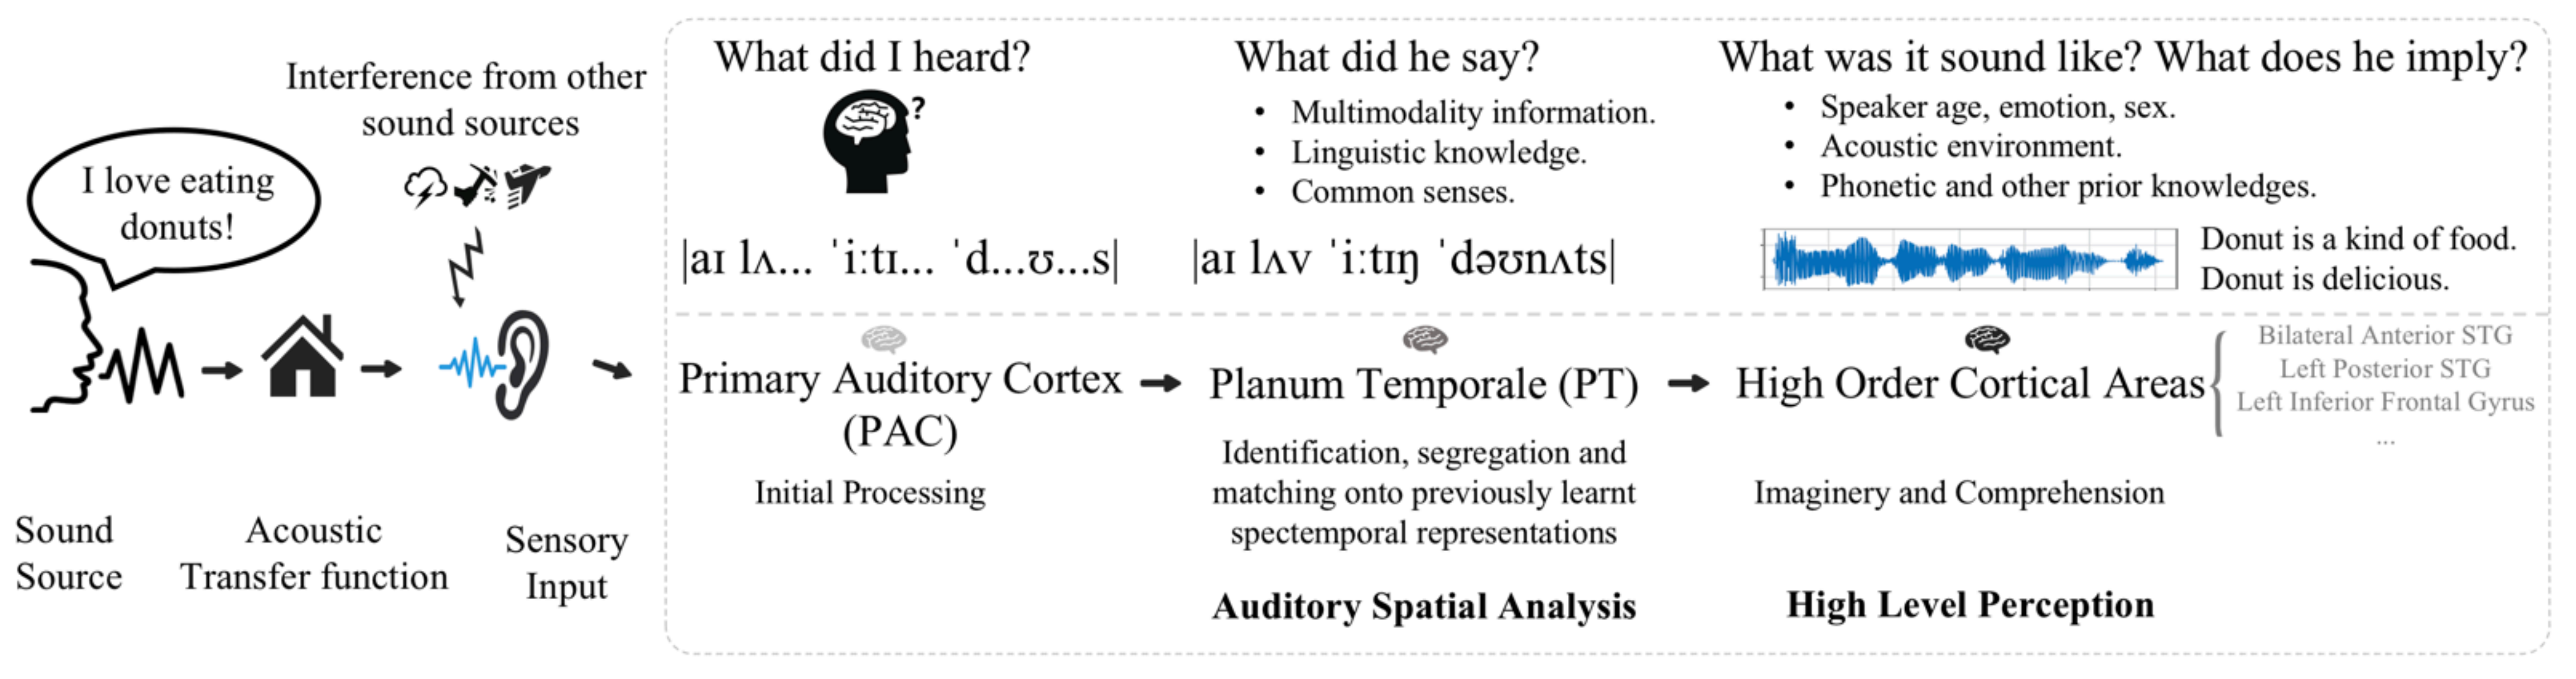 Interference from other
sound sources
I love eating
donuts!
Sound
Source
Acoustic
Transfer function
Sensory
Input
What did I heard?
?
|aɪ lʌ... ˈiːtɪ... ˈd...ʊ...s|
What did he say?
• Multimodality information.
• Linguistic knowledge.
• Common senses.
|aɪ lʌv ˈiːtɪŋ ˈdəʊnʌts|
What was it sound like? What does he imply?
• Speaker age, emotion, sex.
• Acoustic environment.
• Phonetic and other prior knowledges.
Donut is a kind of food.
Donut is delicious.
Primary Auditory Cortex
(PAC)
Initial Processing
Planum Temporale (PT)
Identification, segregation and
matching onto previously learnt
spectemporal representations
Auditory Spatial Analysis
High Order Cortical Areas
Bilateral Anterior STG
Left Posterior STG
Left Inferior Frontal Gyrus
...
Imaginery and Comprehension
High Level Perception